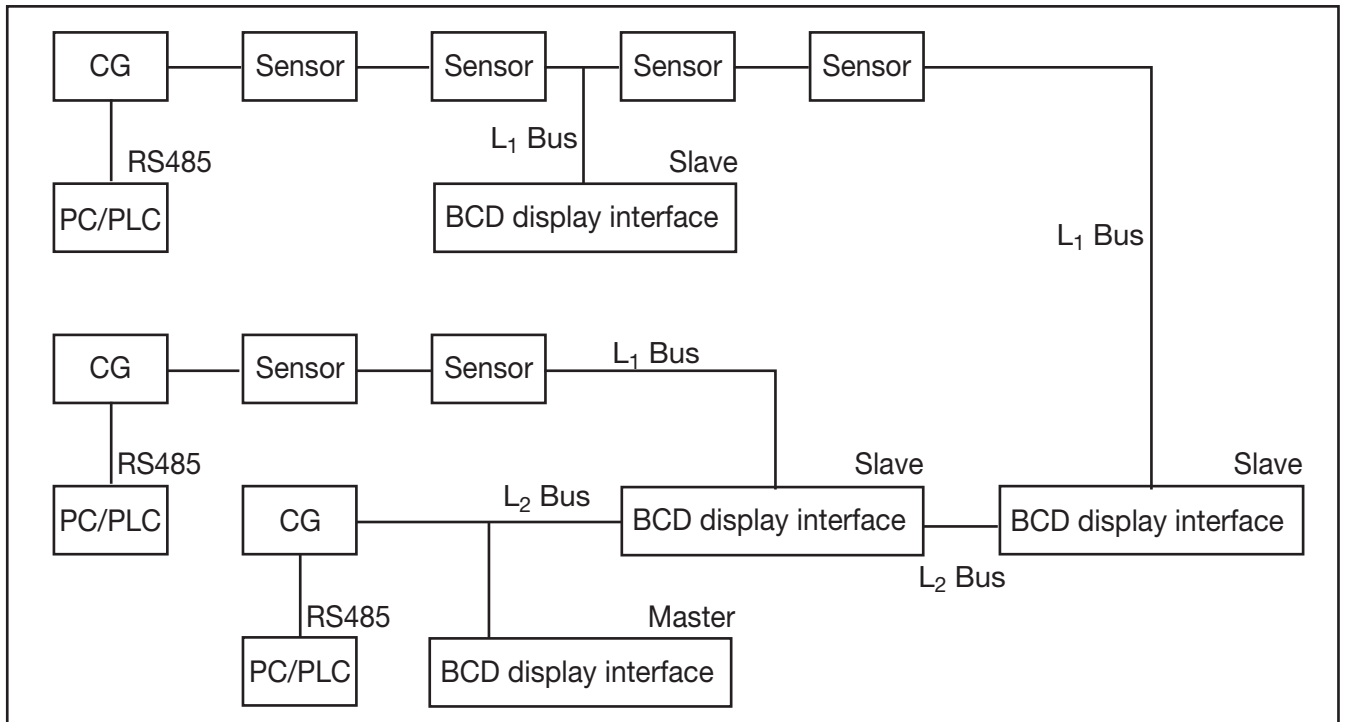 CG
Sensor
Sensor
Sensor
Sensor
L₁ Bus
RS485
Slave
PC/PLC
BCD display interface
L₁ Bus
CG
Sensor
Sensor
L₁ Bus
RS485
Slave
Slave
PC/PLC
CG
L₂ Bus
BCD display interface
BCD display interface
L₂ Bus
RS485
Master
PC/PLC
BCD display interface